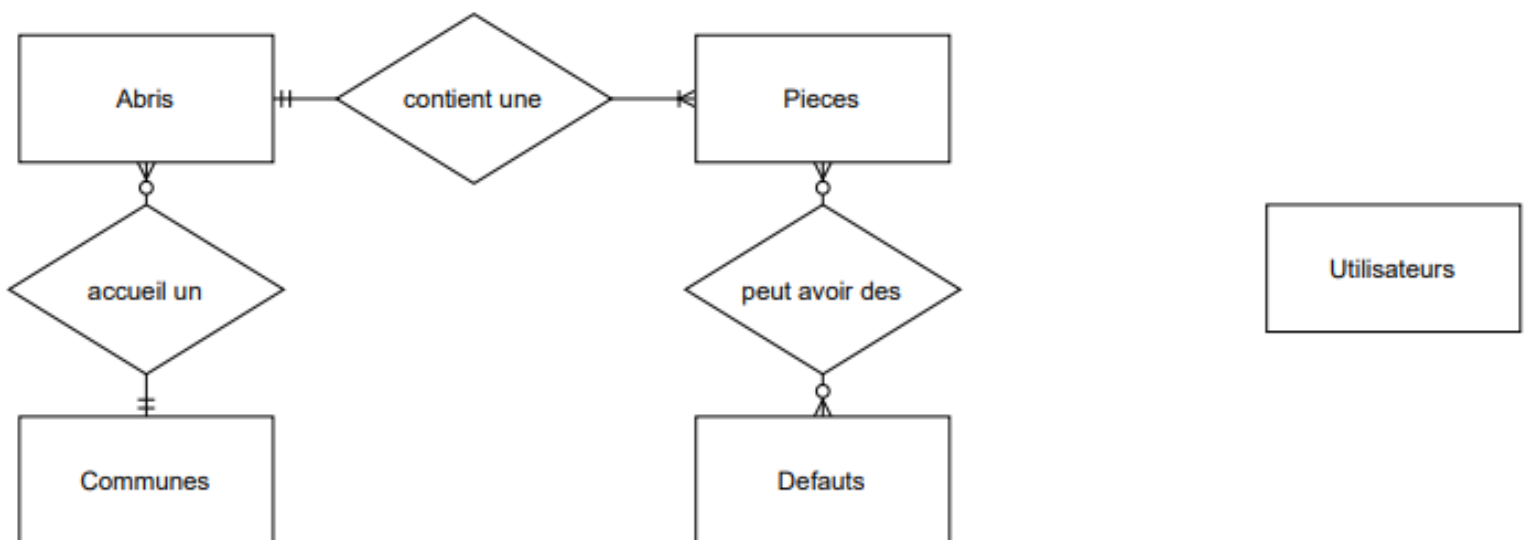 Abris
contient une
Pieces
Utilisateurs
accueil un
peut avoir des
Communes
Defauts